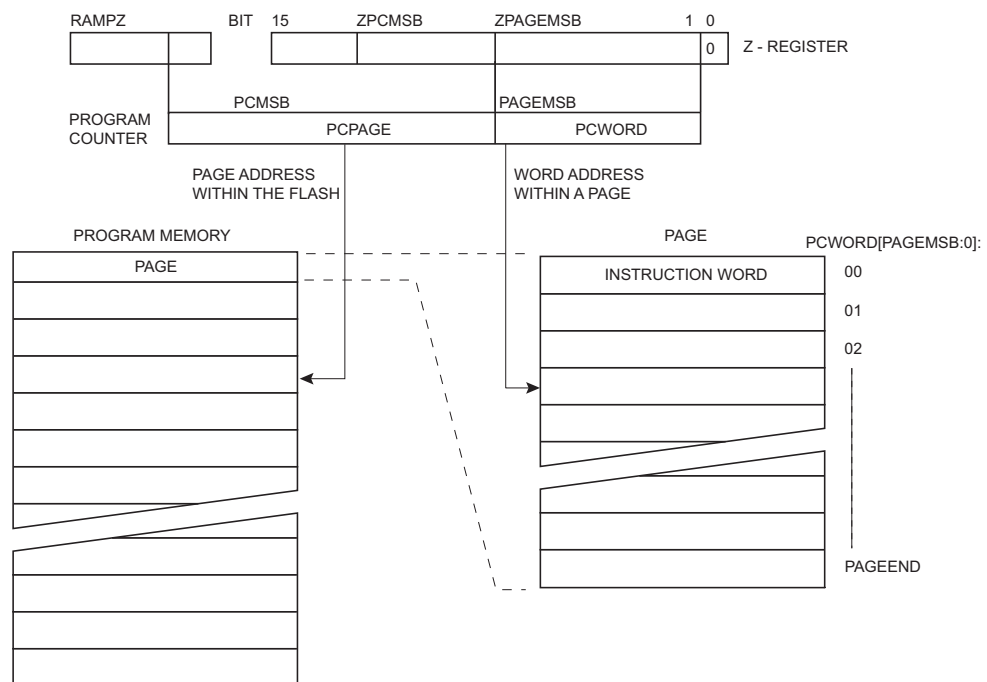 RAMPZ BIT 15 ZPCMSB ZPAGEMSB 1 0
0 Z - REGISTER
PCMSB PAGEMSB
PROGRAM
COUNTER
PCPAGE PCWORD
PAGE ADDRESS
WITHIN THE FLASH
WORD ADDRESS
WITHIN A PAGE
PROGRAM MEMORY
PAGE
PAGE
PCWORD[PAGEMSB:0]:
INSTRUCTION WORD 00
01
02
PAGEEND